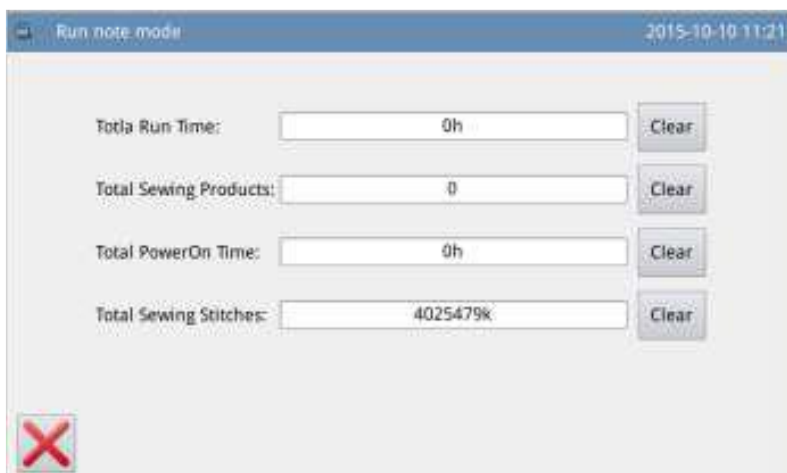 Run note mode 2015-10-10 11:21
Totla Run Time: 0h Clear
Total Sewing Products: 0 Clear
Total PowerOn Time: 0h Clear
Total Sewing Stitches: 4025479k Clear